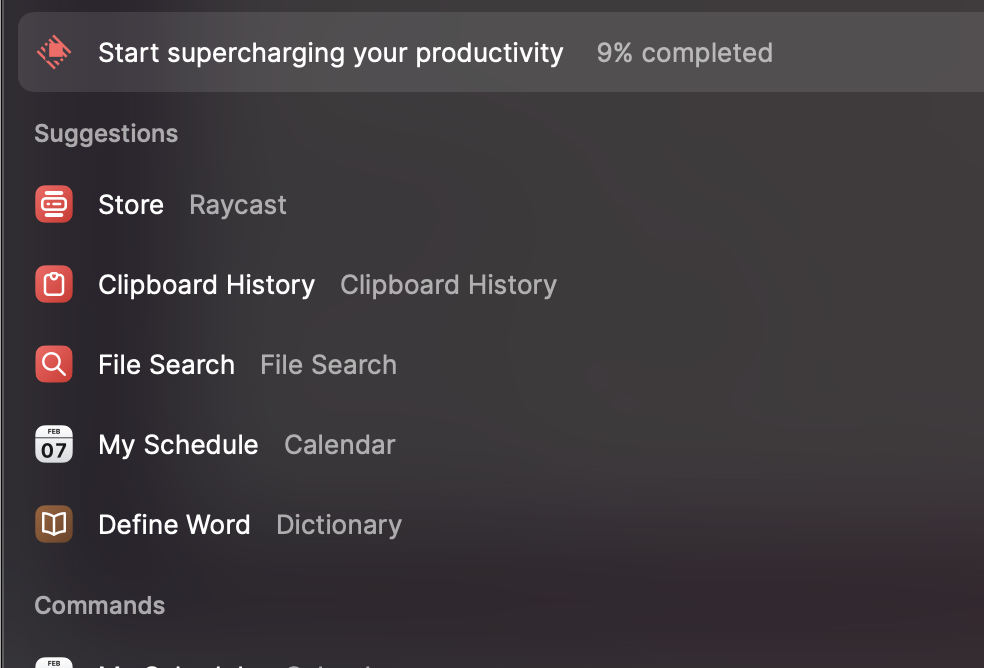 Start supercharging your productivity 9% completed
Suggestions
Store Raycast
Clipboard History Clipboard History
File Search File Search
FEB
07
My Schedule Calendar
Define Word Dictionary
Commands
FEB